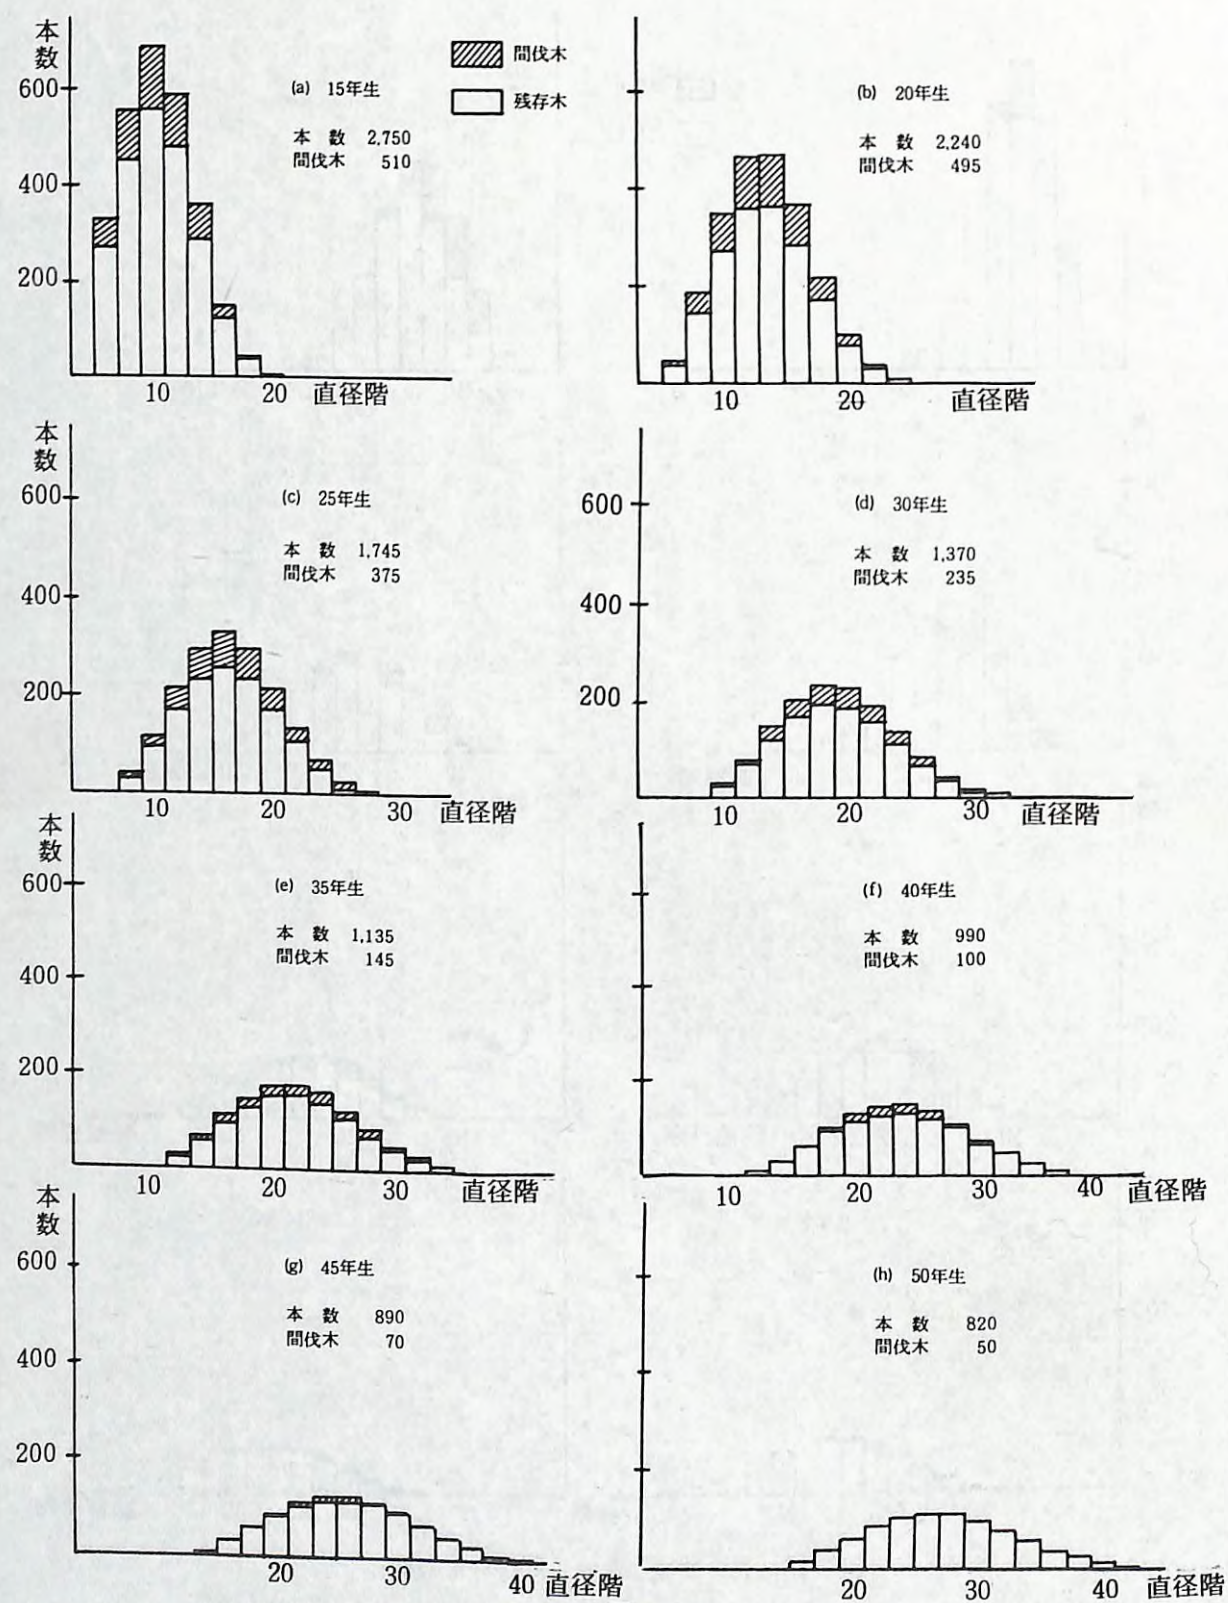 本数
600
400
200
10 20 直径階
(a) 15年生
本 数 2,750
間伐木 510
間伐木
残存木
(b) 20年生
本 数 2,240
間伐木 495
10 20 直径階
本数
600
400
200
(c) 25年生
本 数 1,745
間伐木 375
10 20 30 直径階
600
400
200
(d) 30年生
本 数 1,370
間伐木 235
10 20 30 直径階
本数
600
400
200
(e) 35年生
本 数 1,135
間伐木 145
10 20 30 直径階
(f) 40年生
本 数 990
間伐木 100
10 20 30 40 直径階
本数
600
400
200
(g) 45年生
本 数 890
間伐木 70
20 30 40 直径階
(h) 50年生
本 数 820
間伐木 50
20 30 40 直径階